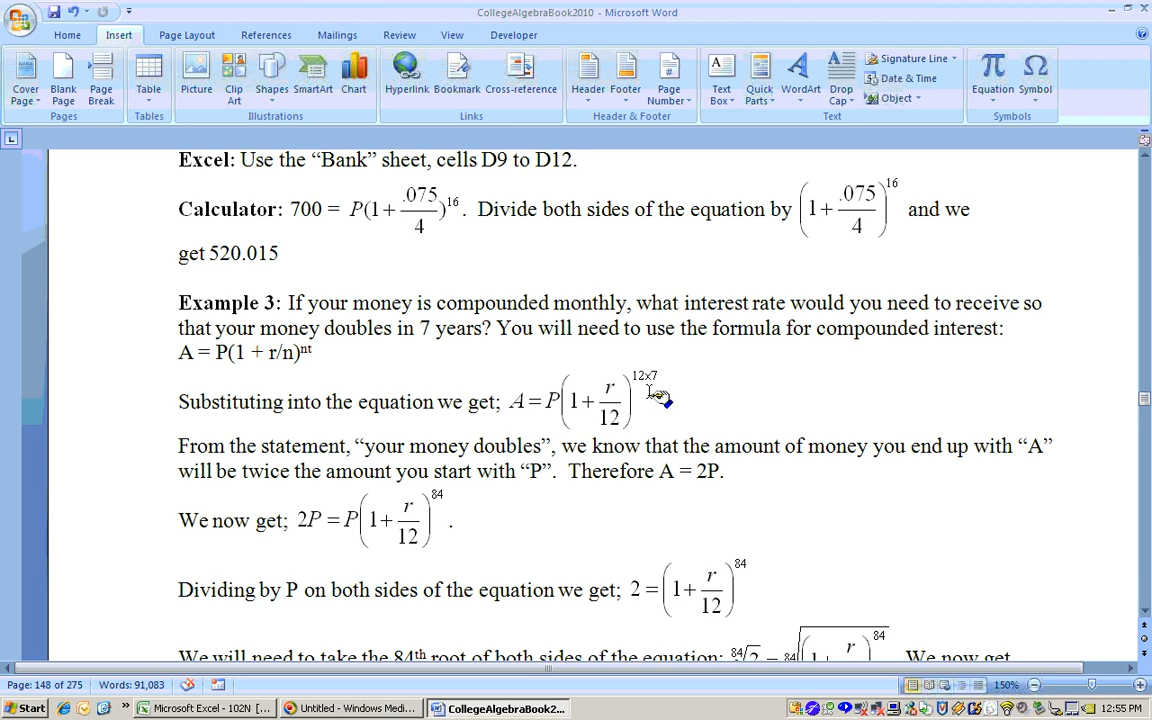 CollegeAlgebraBook2010 - Microsoft Word
Home Insert Page Layout References Mailings Review View Developer
Cover Page Blank Page Page Break Table Picture Clip Art Shapes SmartArt Chart Hyperlink Bookmark Cross-reference Header Footer Page Number Text Box Quick Parts WordArt Drop Cap Signature Line Date & Time Object Equation Symbol
Pages Tables Illustrations Links Header & Footer Text Symbols
Excel: Use the “Bank” sheet, cells D9 to D12.
Calculator: 700 = P(1+ .075/4)^16. Divide both sides of the equation by (1+ .075/4)^16 and we
get 520.015
Example 3: If your money is compounded monthly, what interest rate would you need to receive so
that your money doubles in 7 years? You will need to use the formula for compounded interest:
A = P(1 + r/n)^nt
Substituting into the equation we get; A = P(1+ r/12)^12x7
From the statement, “your money doubles”, we know that the amount of money you end up with “A”
will be twice the amount you start with “P”. Therefore A = 2P.
We now get; 2P = P(1+ r/12)^84.
Dividing by P on both sides of the equation we get; 2 = (1+ r/12)^84
We will need to take the 84th root of both sides of the equation: We now get
Page: 148 of 275 Words: 91,083 150%
Start Microsoft Excel - 102N [... Untitled - Windows Medi... CollegeAlgebraBook2... 12:55 PM